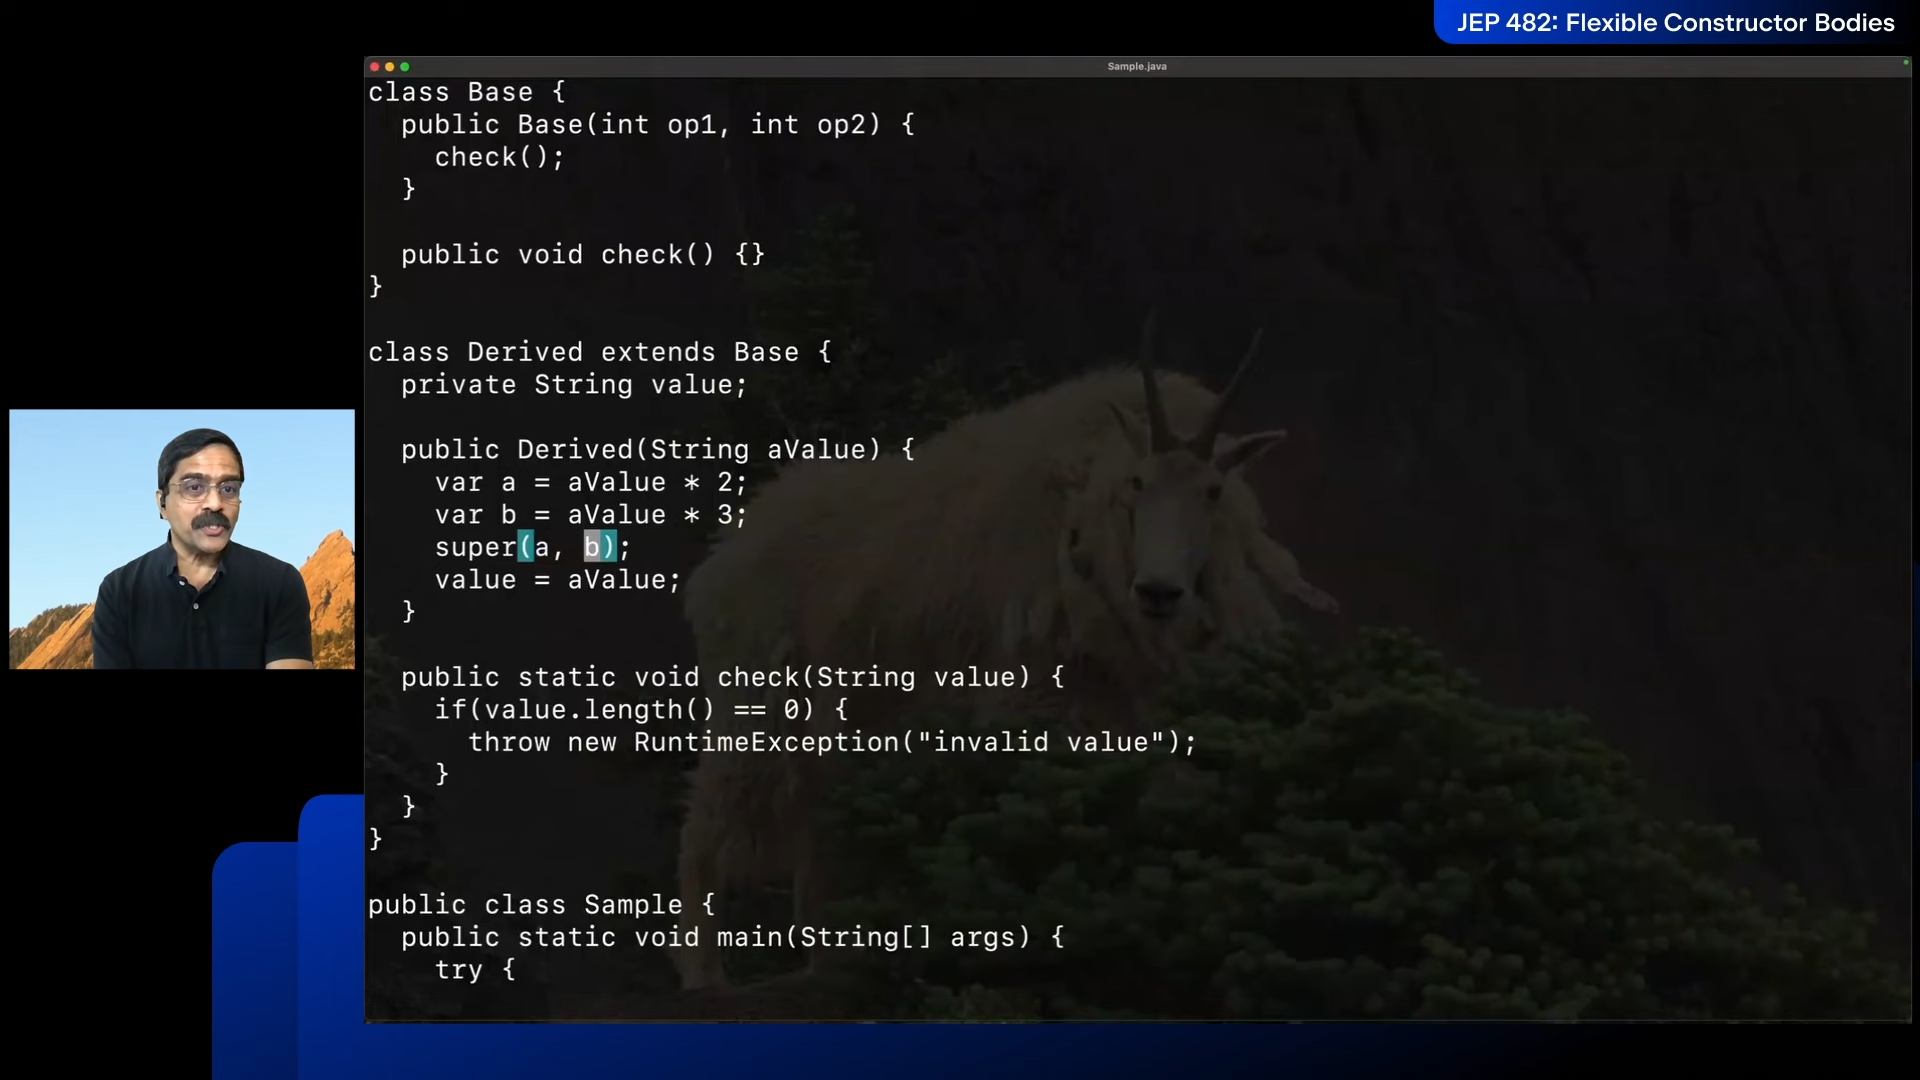 JEP 482: Flexible Constructor Bodies
Sample.java
class Base {
  public Base(int op1, int op2) {
    check();
  }

  public void check() {}
}

class Derived extends Base {
  private String value;

  public Derived(String aValue) {
    var a = aValue * 2;
    var b = aValue * 3;
    super(a, b);
    value = aValue;
  }

  public static void check(String value) {
    if(value.length() == 0) {
      throw new RuntimeException("invalid value");
    }
  }
}

public class Sample {
  public static void main(String[] args) {
    try {